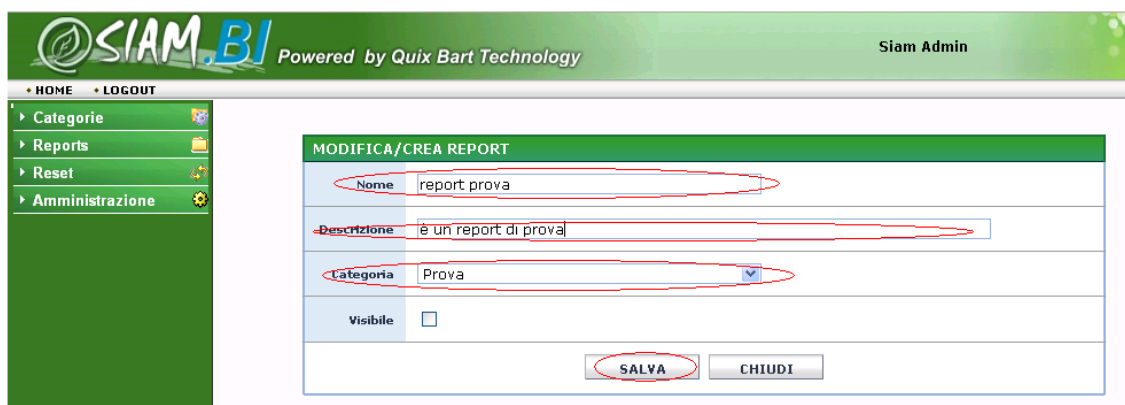 SIAM.BI Powered by Quix Bart Technology
Siam Admin
HOME LOGOUT
Categorie
Reports
Reset
Amministrazione
MODIFICA/CREA REPORT
Nome report prova
Descrizione è un report di prova
Categoria Prova
Visibile
SALVA CHIUDI